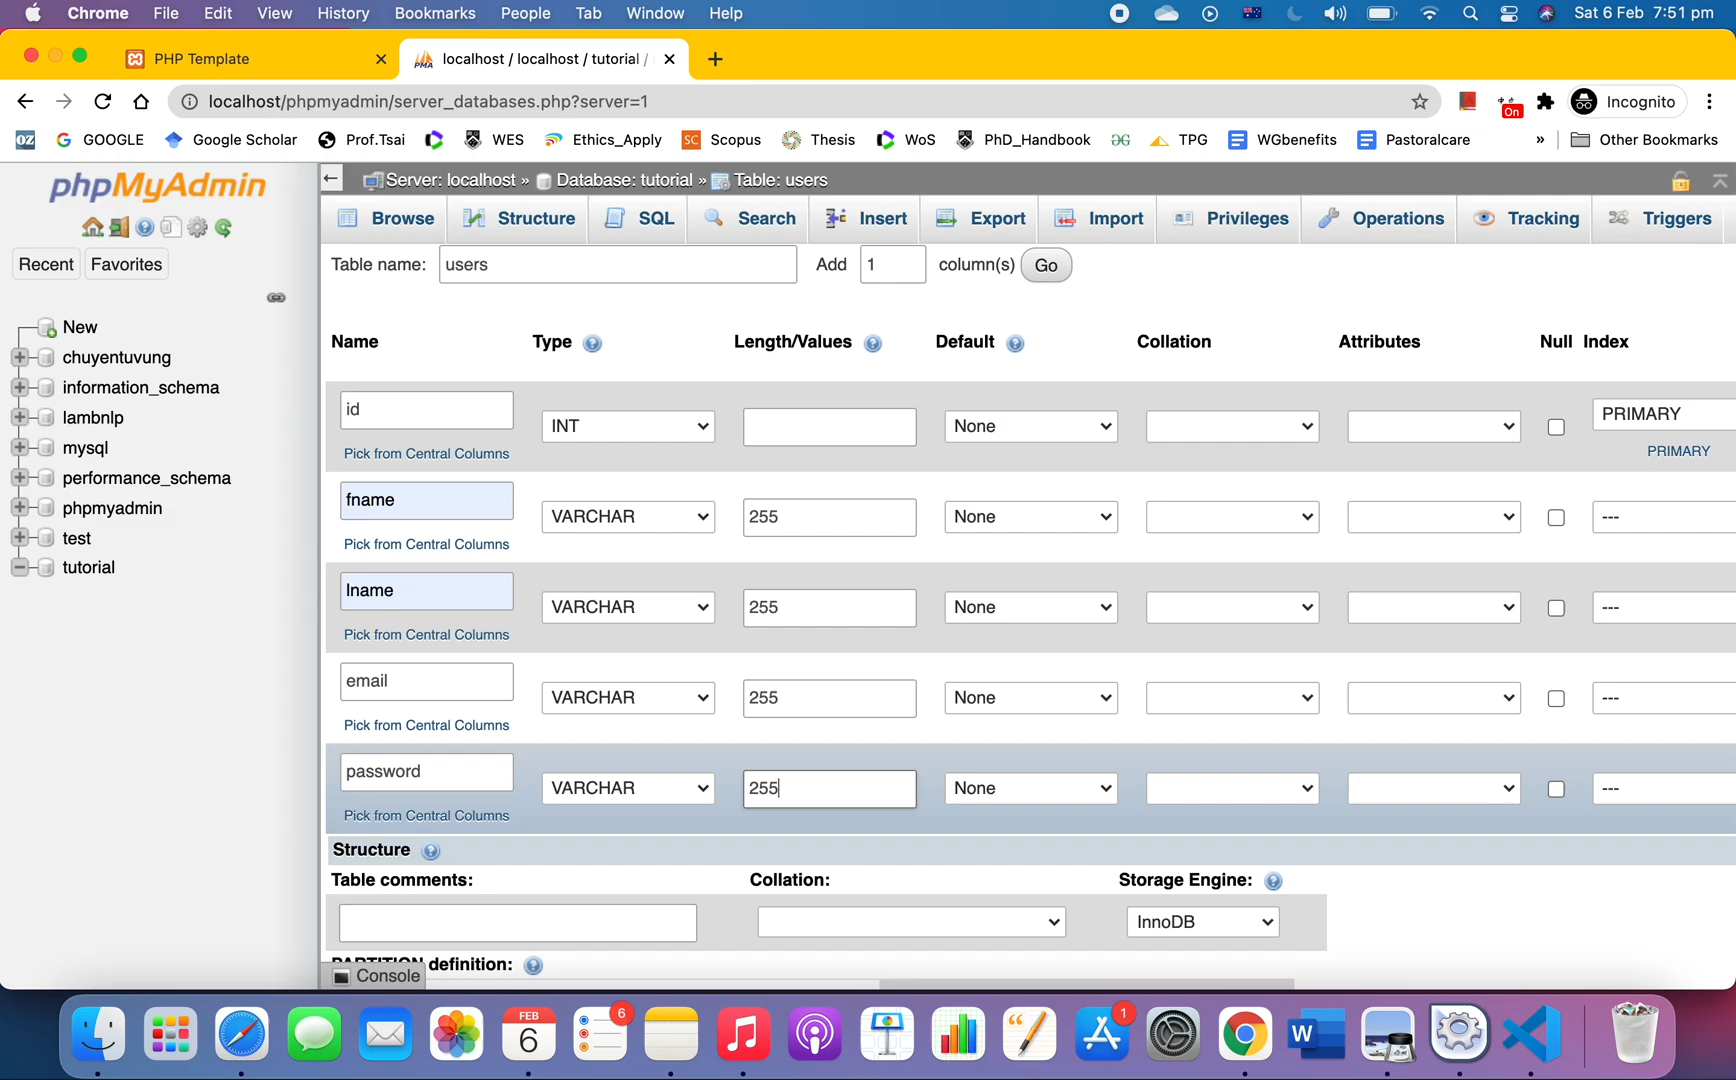 Chrome File Edit View History Bookmarks People Tab Window Help Sat 6 Feb 7:51 pm
PHP Template localhost / localhost / tutorial /
localhost/phpmyadmin/server_databases.php?server=1 On Incognito
OZ GOOGLE Google Scholar Prof.Tsai WES Ethics_Apply SC Scopus Thesis WoS PhD_Handbook TPG WGbenefits Pastoralcare » Other Bookmarks
phpMyAdmin
Recent Favorites
New
chuyentuvung
information_schema
lambnlp
mysql
performance_schema
phpmyadmin
test
tutorial
Server: localhost » Database: tutorial » Table: users
Browse Structure SQL Search Insert Export Import Privileges Operations Tracking Triggers
Table name: users Add 1 column(s) Go
Name Type Length/Values Default Collation Attributes Null Index
id INT None PRIMARY
Pick from Central Columns PRIMARY
fname VARCHAR 255 None ---
Pick from Central Columns
lname VARCHAR 255 None ---
Pick from Central Columns
email VARCHAR 255 None ---
Pick from Central Columns
password VARCHAR 255 None ---
Pick from Central Columns
Structure
Table comments: Collation: Storage Engine:
InnoDB
PARTITION definition:
Console
FEB 6 6 1 W